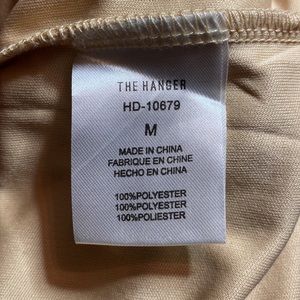 THE HANGER
HD-10679
M
MADE IN CHINA
FABRIQUE EN CHINE
HECHO EN CHINA
100%POLYESTER
100%POLYESTER
100%POLIESTER